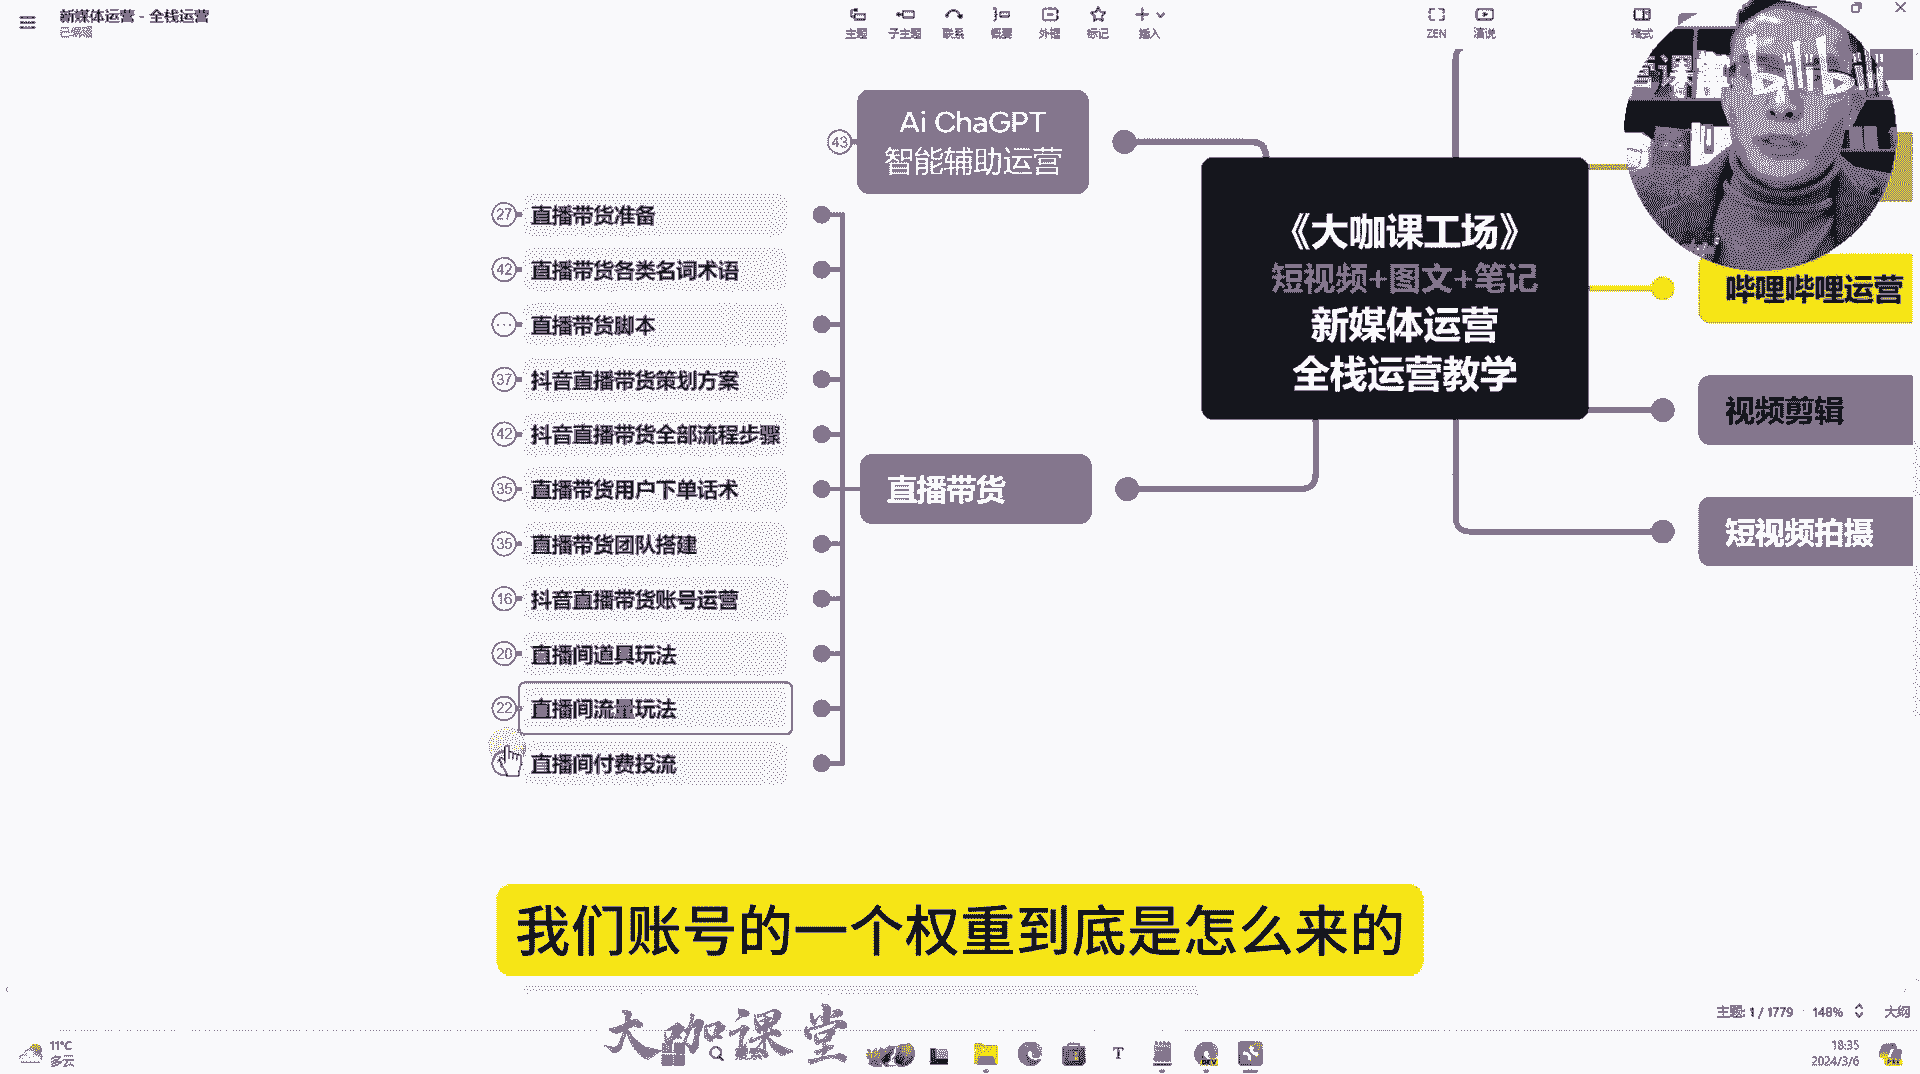 新媒体运营 - 全栈运营
已编辑
主题
子主题
联系
概要
外框
标记
插入
ZEN
演说
格式
bilibili
43
Ai ChaGPT
智能辅助运营
27
直播带货准备
42
直播带货各类名词术语
直播带货脚本
37
抖音直播带货策划方案
42
抖音直播带货全部流程步骤
35
直播带货用户下单话术
35
直播带货团队搭建
16
抖音直播带货账号运营
20
直播间道具玩法
22
直播间流量玩法
直播间付费投流
直播带货
《大咖课工场》
短视频+图文+笔记
新媒体运营
全栈运营教学
哔哩哔哩运营
视频剪辑
短视频拍摄
我们账号的一个权重到底是怎么来的
大咖课堂
主题: 1 / 1779
148%
大纲
11°C
多云
18:35
2024/3/6